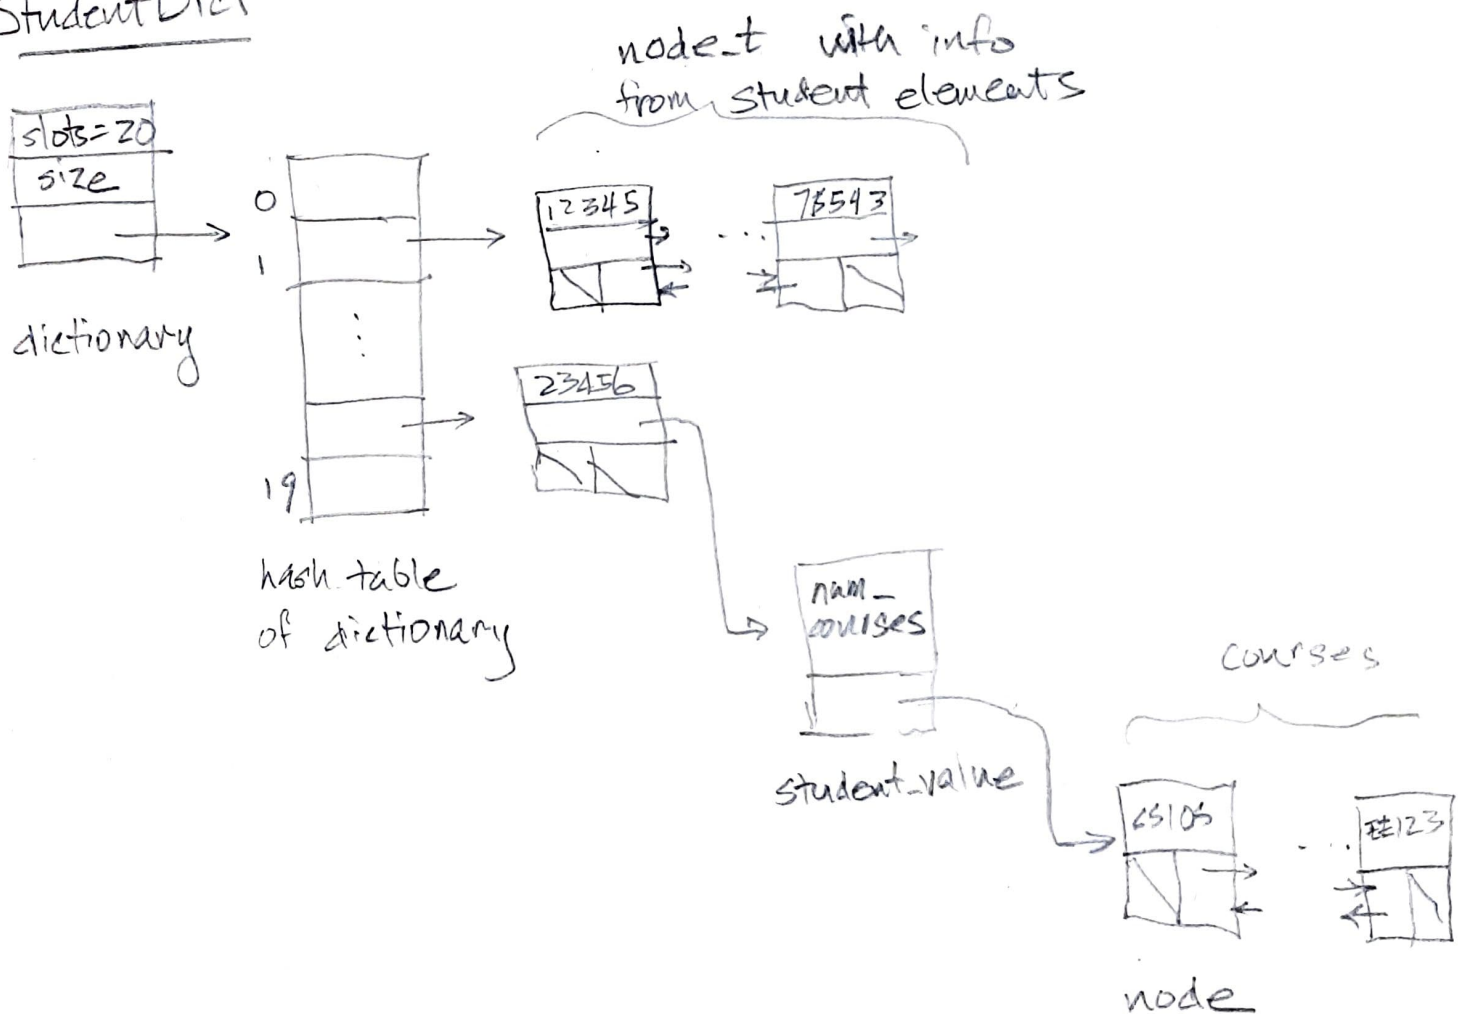 StudentDict
node_t with info
from student elements
slots=20
size
dictionary
0
1
19
hash table
of dictionary
12345
...
23456
num_
courses
student_value
courses
CS105
...
EE123
node